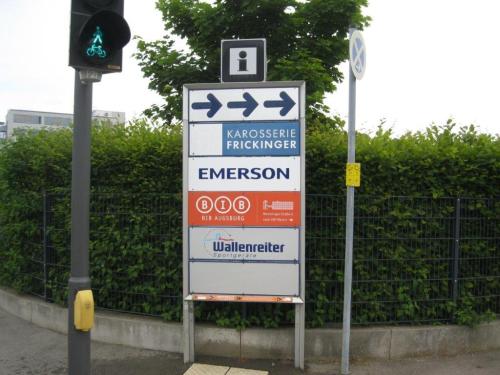 i
KAROSSERIE
FRICKINGER
EMERSON
BIB
BIB AUGSBURG
Wallenreiter
Sportgeräte